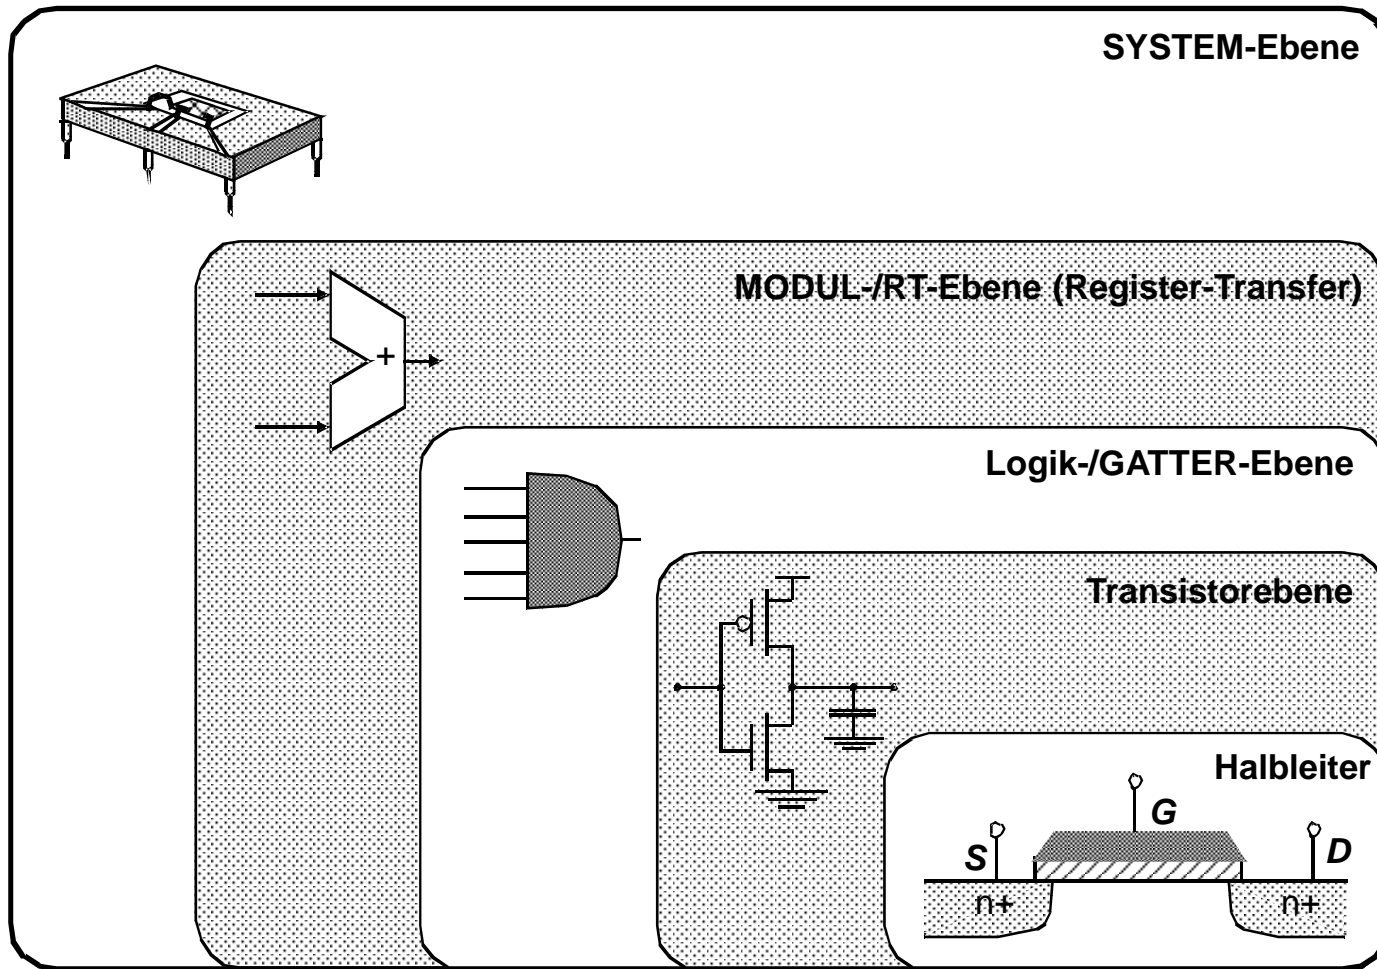 SYSTEM-Ebene
MODUL-/RT-Ebene (Register-Transfer)
+
Logik-/GATTER-Ebene
Transistorebene
Halbleiter
G
S
D
n+
n+